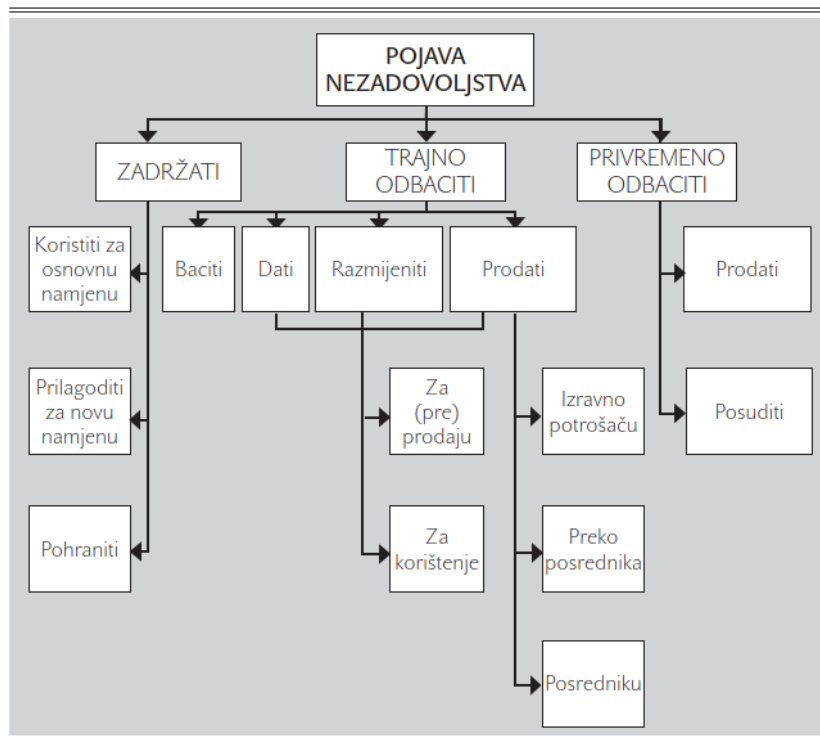 POJAVA
NEZADOVOLJSTVA
ZADRŽATI
TRAJNO
ODBACITI
PRIVREMENO
ODBACITI
Koristiti za
osnovnu
namjenu
Baciti
Dati
Razmijeniti
Prodati
Prodati
Prilagoditi
za novu
namjenu
Za
(pre)
prodaju
Izravno
potrošaču
Posuditi
Pohraniti
Za
korištenje
Preko
posrednika
Posredniku